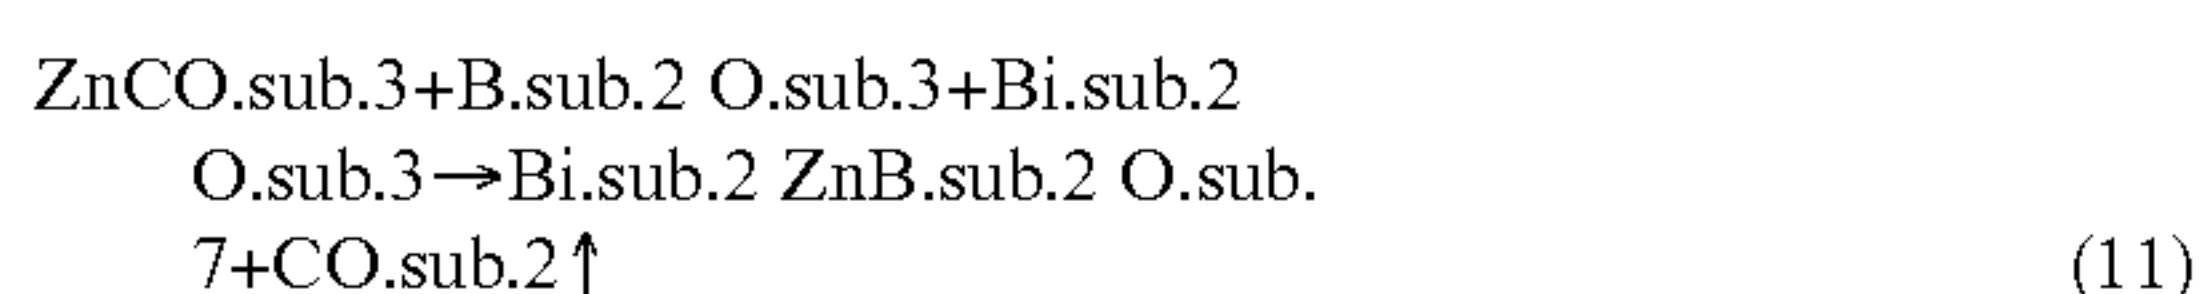 ZnCO.sub.3+B.sub.2 O.sub.3+Bi.sub.2
O.sub.3→Bi.sub.2 ZnB.sub.2 O.sub.
7+CO.sub.2↑ (11)